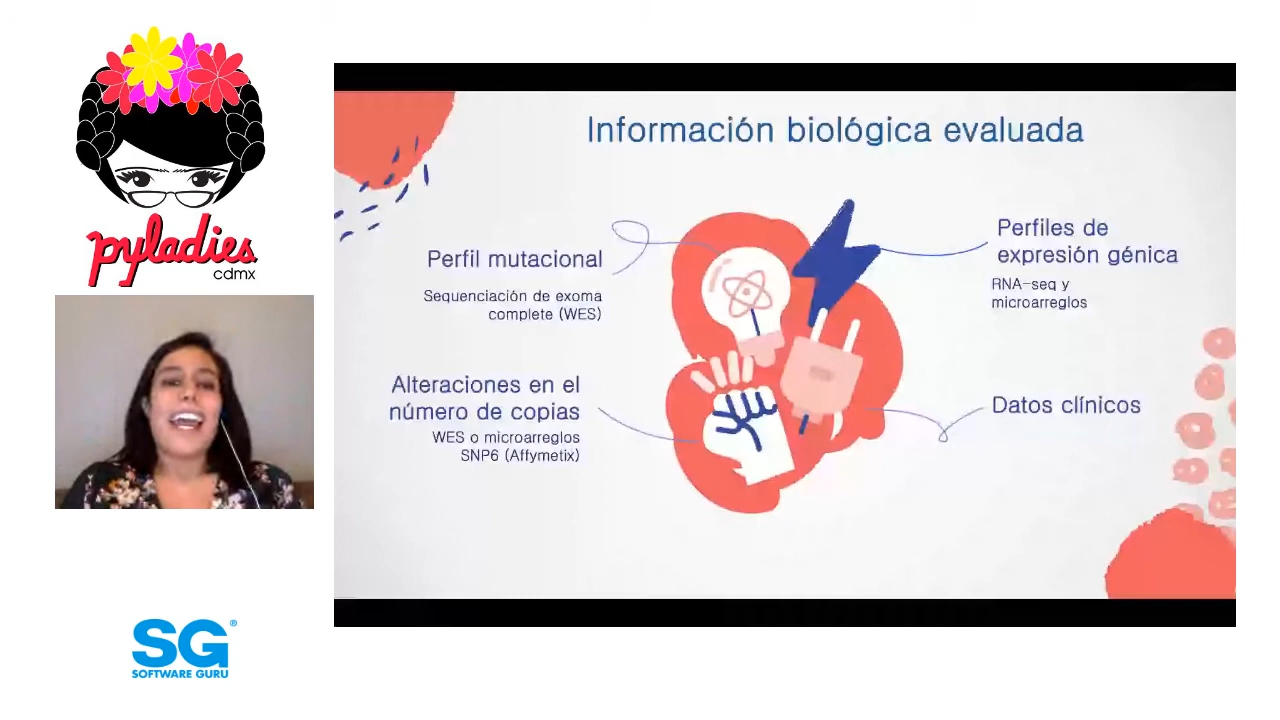 pyladies
cdmx
Información biológica evaluada
Perfil mutacional
Sequenciación de exoma
complete (WES)
Perfiles de
expresión génica
RNA-seq y
microarreglos
Alteraciones en el
número de copias
WES o microarreglos
SNP6 (Affymetix)
Datos clínicos
SG®
SOFTWARE GURU